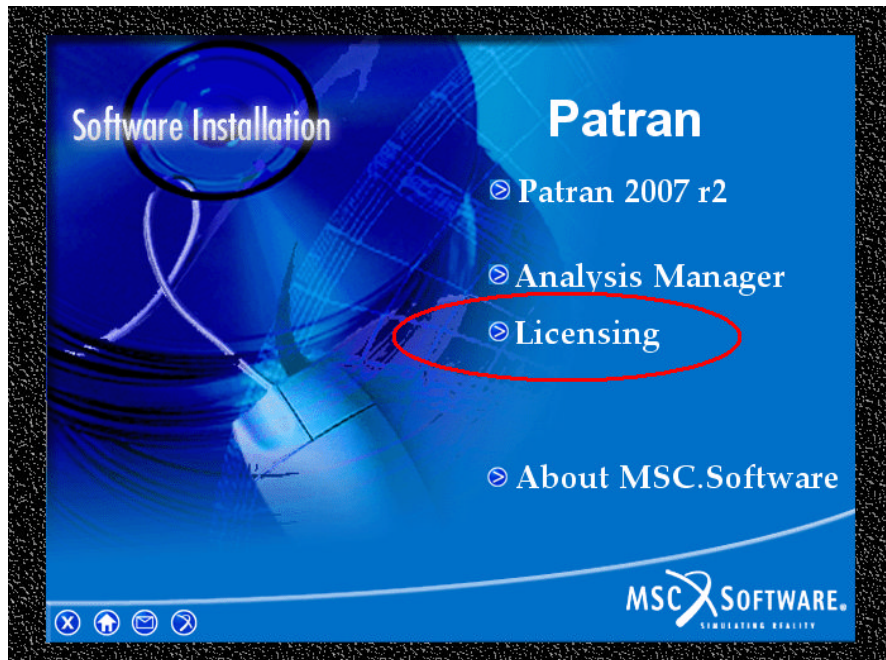 Software Installation
Patran
Patran 2007 r2
Analysis Manager
Licensing
About MSC.Software
MSC SOFTWARE.
SIMULATING REALITY